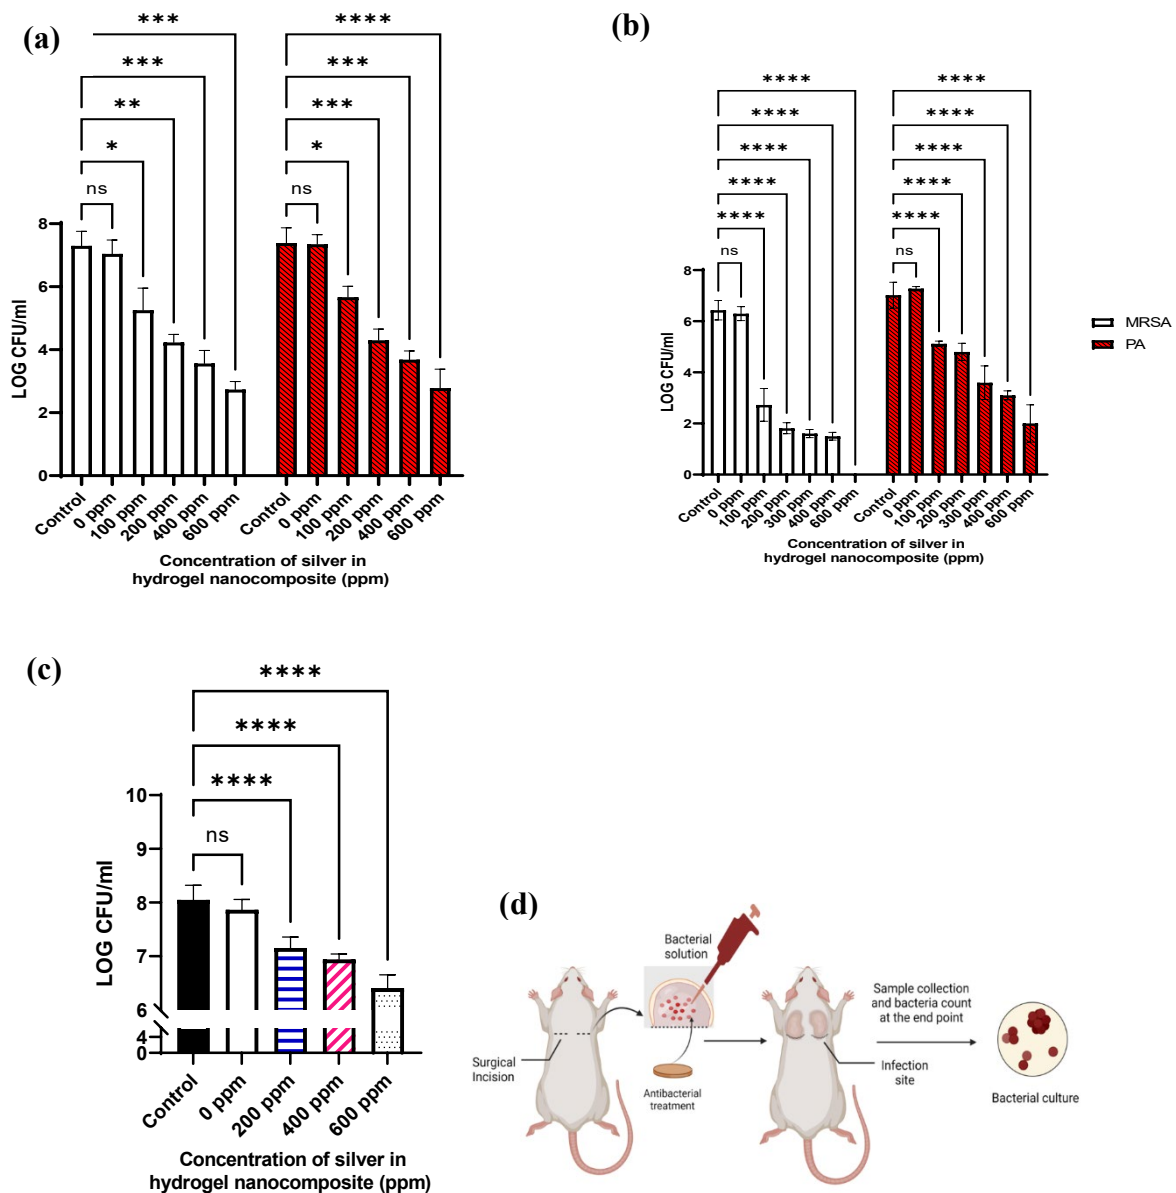 (a)
***
***
**
*
ns
****
***
***
*
ns
8
6
4
2
0
LOG CFU/ml
Control
0 ppm
100 ppm
200 ppm
400 ppm
600 ppm
Control
0 ppm
100 ppm
200 ppm
400 ppm
600 ppm
Concentration of silver in
hydrogel nanocomposite (ppm)
(b)
****
****
****
****
****
ns
****
****
****
****
****
ns
8
6
4
2
0
LOG CFU/ml
Control
0 ppm
100 ppm
200 ppm
300 ppm
400 ppm
600 ppm
Control
0 ppm
100 ppm
200 ppm
300 ppm
400 ppm
600 ppm
Concentration of silver in
hydrogel nanocomposite (ppm)
MRSA
PA
(c)
****
****
****
ns
10
9
8
7
6
4
0
LOG CFU/ml
Control
0 ppm
200 ppm
400 ppm
600 ppm
Concentration of silver in
hydrogel nanocomposite (ppm)
(d)
Bacterial
solution
Surgical
Incision
Antibacterial
treatment
Sample collection
and bacteria count
at the end point
Infection
site
Bacterial culture